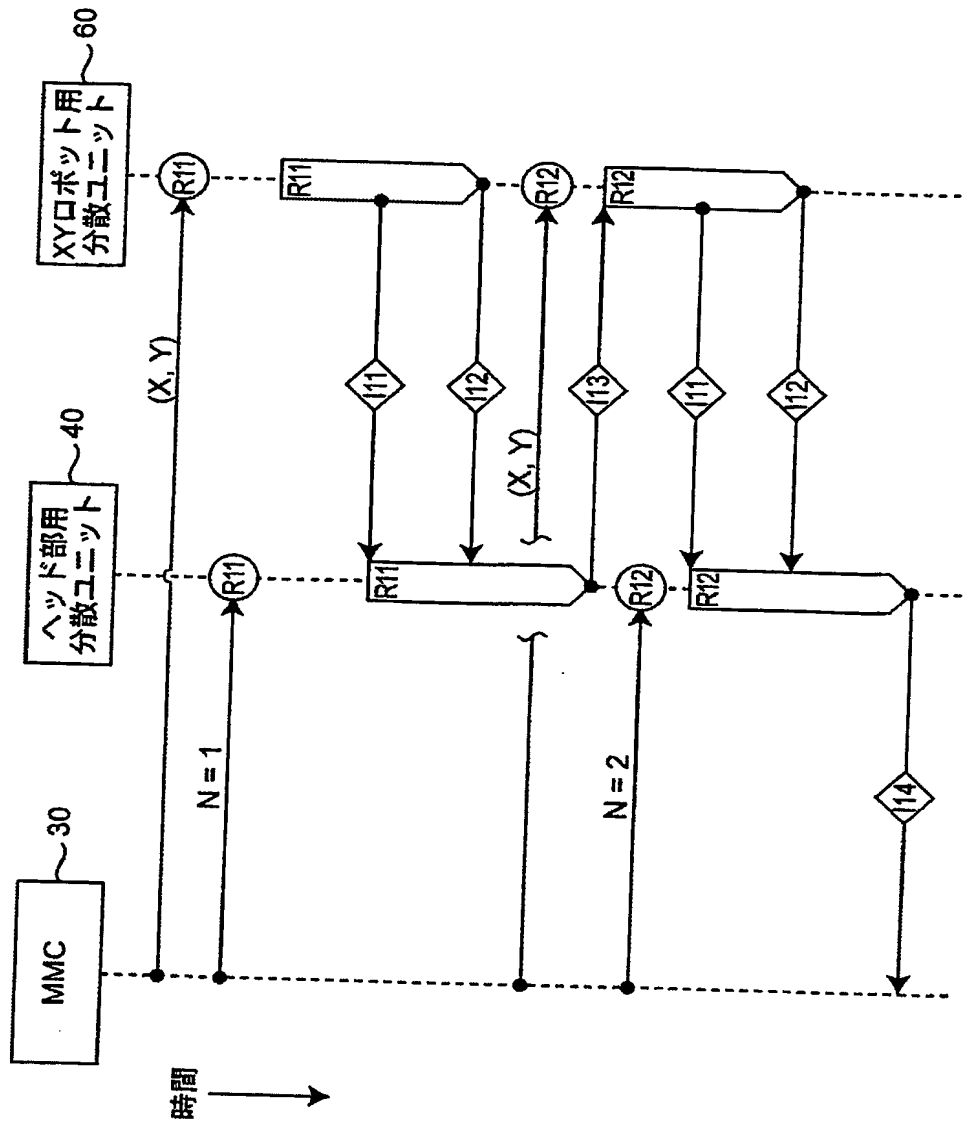 60
XYロボット用
分散ユニット
40
ヘッド部用
分散ユニット
30
MMC
時間
(X, Y)
R11
N = 1
R11
R11
I11
R11
I12
(X, Y)
R12
I13
N = 2
R12
R12
I11
R12
I12
I14